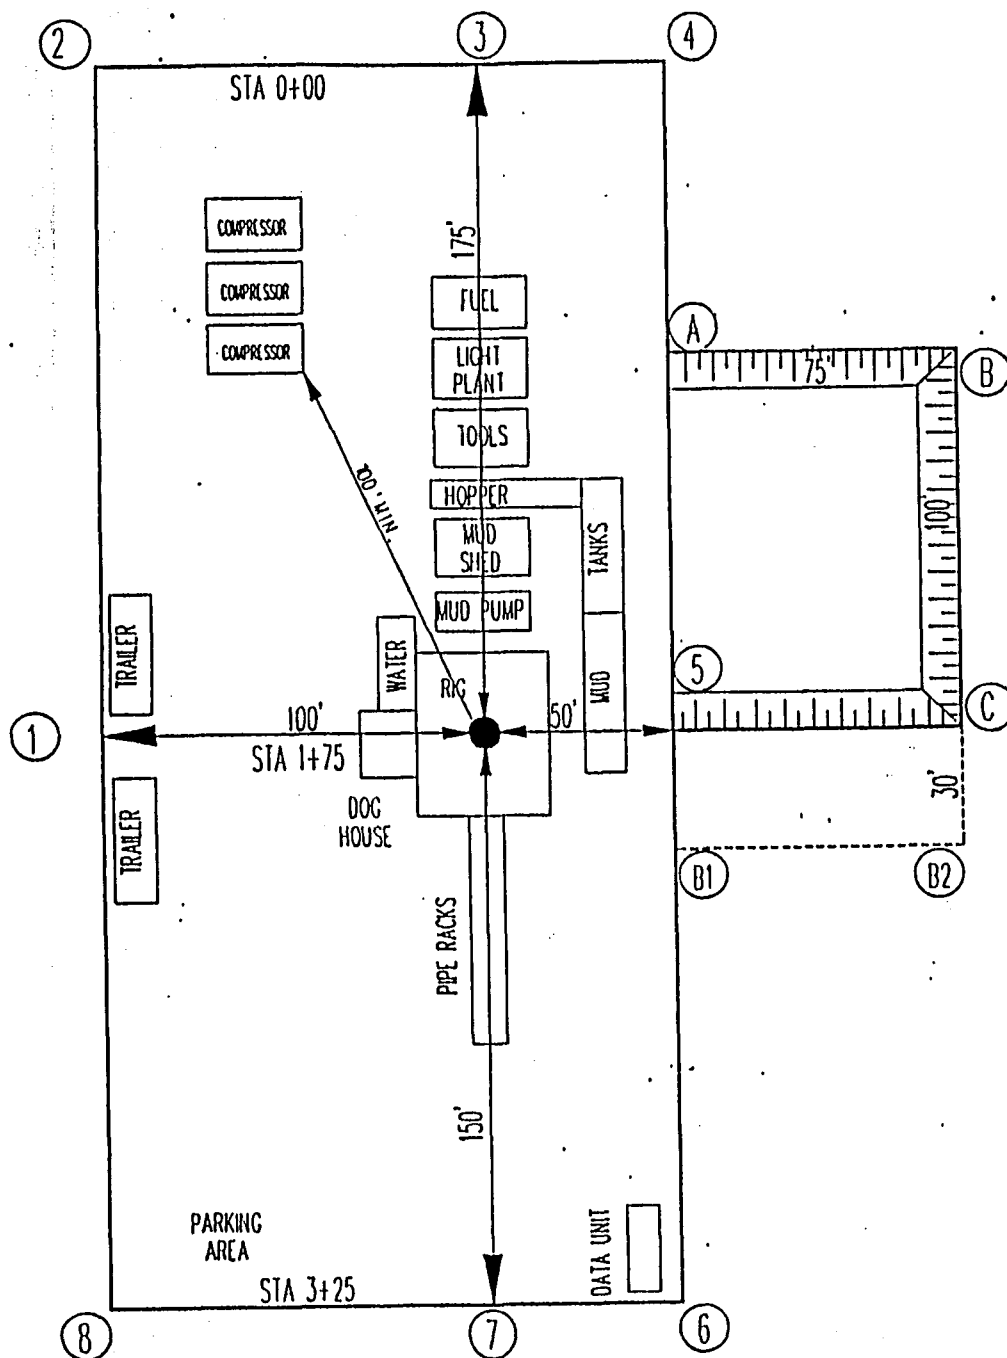 2
3
4
STA 0+00
175'
COMPRESSOR
COMPRESSOR
COMPRESSOR
FUEL
LIGHT
PLANT
TOOLS
HOPPER
MUD
SHED
MUD PUMP
TANKS
MUD
A
75'
B
100'
100' MIN.
TRAILER
WATER
RIG
5
C
1
100'
50'
STA 1+75
30'
DOG
HOUSE
TRAILER
B1
B2
PIPE RACKS
150'
PARKING
AREA
DATA UNIT
STA 3+25
8
7
6